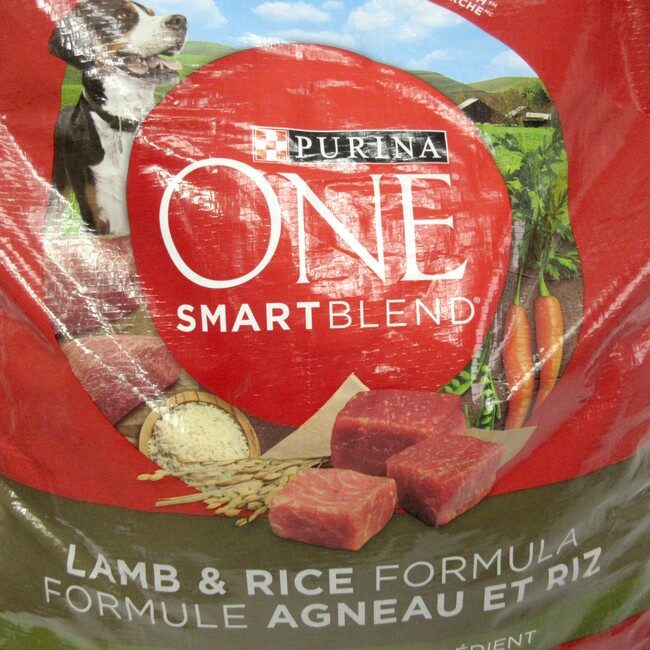 PURINA
ONE®
SMARTBLEND®
LAMB & RICE FORMULA
FORMULE AGNEAU ET RIZ